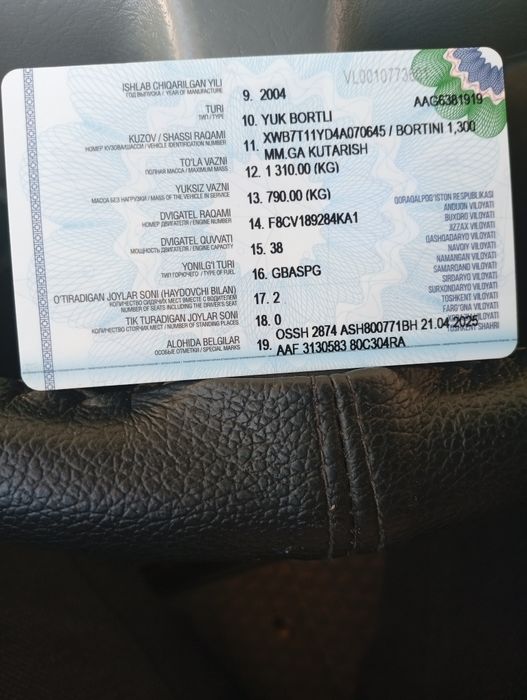 ISHLAB CHIQARILGAN YILI 9. 2004
ГОД ВЫПУСКА / YEAR OF MANUFACTURE
AAG6381919
TURI 10. YUK BORTLI
ТИП / TYPE
KUZOV / SHASSI RAQAMI 11. XWB7T11YD4A070645 / BORTINI 1,300
НОМЕР КУЗОВА/ШАССИ / VEHICLE IDENTIFICATION NUMBER MM.GA KUTARISH
TO'LA VAZNI 12. 1 310.00 (KG)
ПОЛНАЯ МАССА / MAXIMUM MASS
YUKSIZ VAZNI 13. 790.00 (KG)
МАССА БЕЗ НАГРУЗКИ / MASS OF THE VEHICLE IN SERVICE
DVIGATEL RAQAMI 14. F8CV189284KA1
НОМЕР ДВИГАТЕЛЯ / ENGINE NUMBER
DVIGATEL QUVVATI 15. 38
МОЩНОСТЬ ДВИГАТЕЛЯ / ENGINE CAPACITY
YONILG'I TURI 16. GBASPG
ТИП ГОРЮЧЕГО / TYPE OF FUEL
O'TIRADIGAN JOYLAR SONI (HAYDOVCHI BILAN) 17. 2
КОЛИЧЕСТВО СИДЯЧИХ МЕСТ ВМЕСТЕ С ВОДИТЕЛЕМ
NUMBER OF SEATS INCLUDING THE DRIVER'S SEAT
TIK TURADIGAN JOYLAR SONI 18. 0
КОЛИЧЕСТВО СТОЯЧИХ МЕСТ / NUMBER OF STANDING PLACES
ALOHIDA BELGILAR 19. OSSH 2874 ASH800771BH 21.04.2025
ОСОБЫЕ ОТМЕТКИ / SPECIAL MARKS AAF 3130583 80C304RA
QORAQALPOG'ISTON RESPUBLIKASI
ANDIJON VILOYATI
BUXORO VILOYATI
JIZZAX VILOYATI
QASHQADARYO VILOYATI
NAVOIY VILOYATI
NAMANGAN VILOYATI
SAMARQAND VILOYATI
SIRDARYO VILOYATI
SURXONDARYO VILOYATI
TOSHKENT VILOYATI
FARG'ONA VILOYATI
TOSHKENT SHAHRI